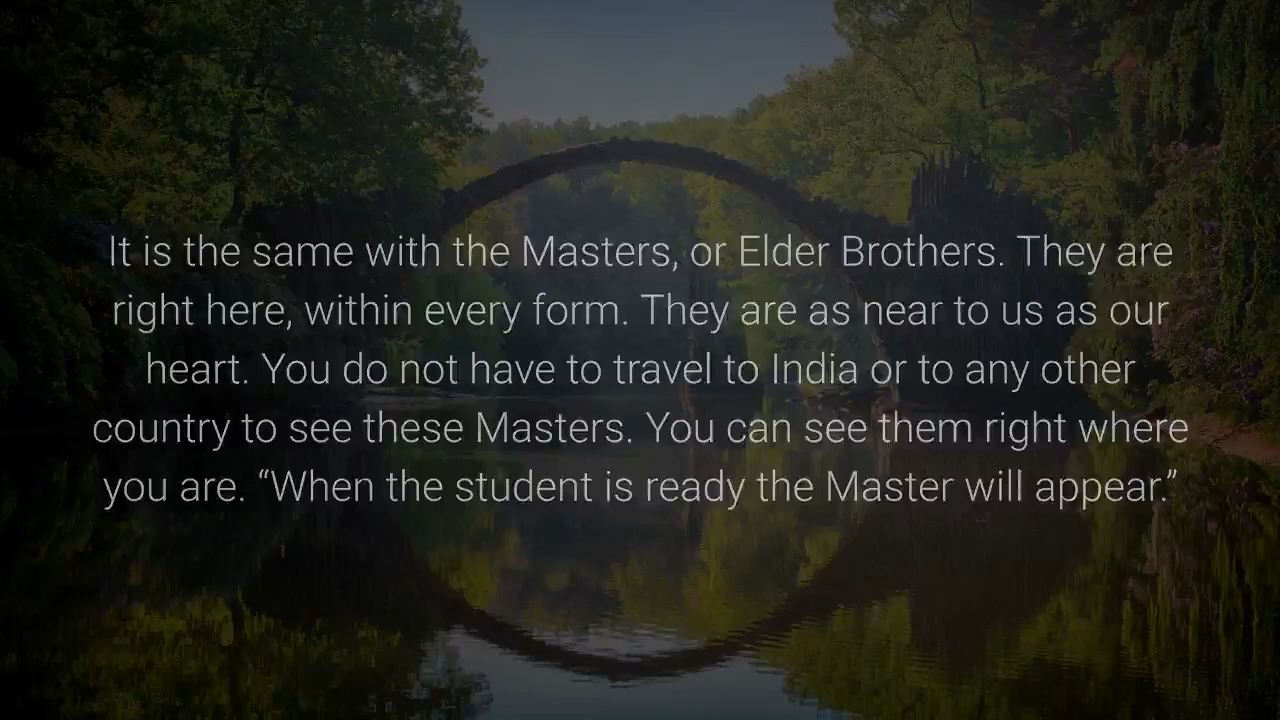 It is the same with the Masters, or Elder Brothers. They are
right here, within every form. They are as near to us as our
heart. You do not have to travel to India or to any other
country to see these Masters. You can see them right where
you are. “When the student is ready the Master will appear.”